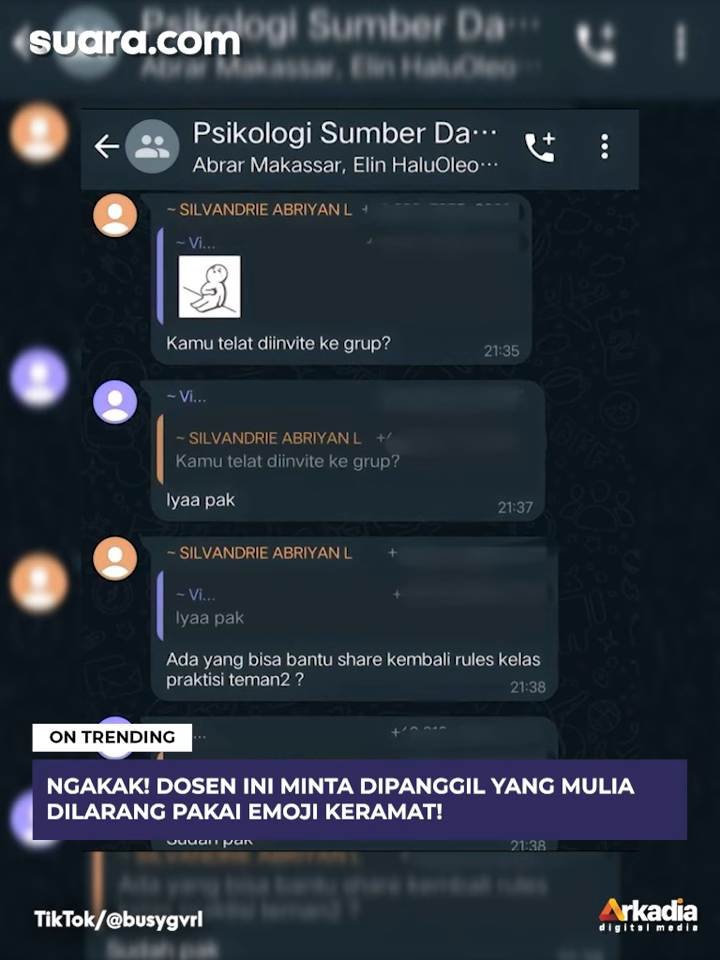 suara.com
Psikologi Sumber Da...
Abrar Makassar, Elin HaluOleo...
~ SILVANDRIE ABRIYAN L +
~ Vi...
Kamu telat diinvite ke grup?
21:35
~ Vi...
~ SILVANDRIE ABRIYAN L +
Kamu telat diinvite ke grup?
Iyaa pak
21:37
~ SILVANDRIE ABRIYAN L +
~ Vi... +
Iyaa pak
Ada yang bisa bantu share kembali rules kelas
praktisi teman2 ?
21:38
ON TRENDING
NGAKAK! DOSEN INI MINTA DIPANGGIL YANG MULIA
DILARANG PAKAI EMOJI KERAMAT!
Sudah pak
21:38
TikTok/@busygvrl
Arkadia
digital media